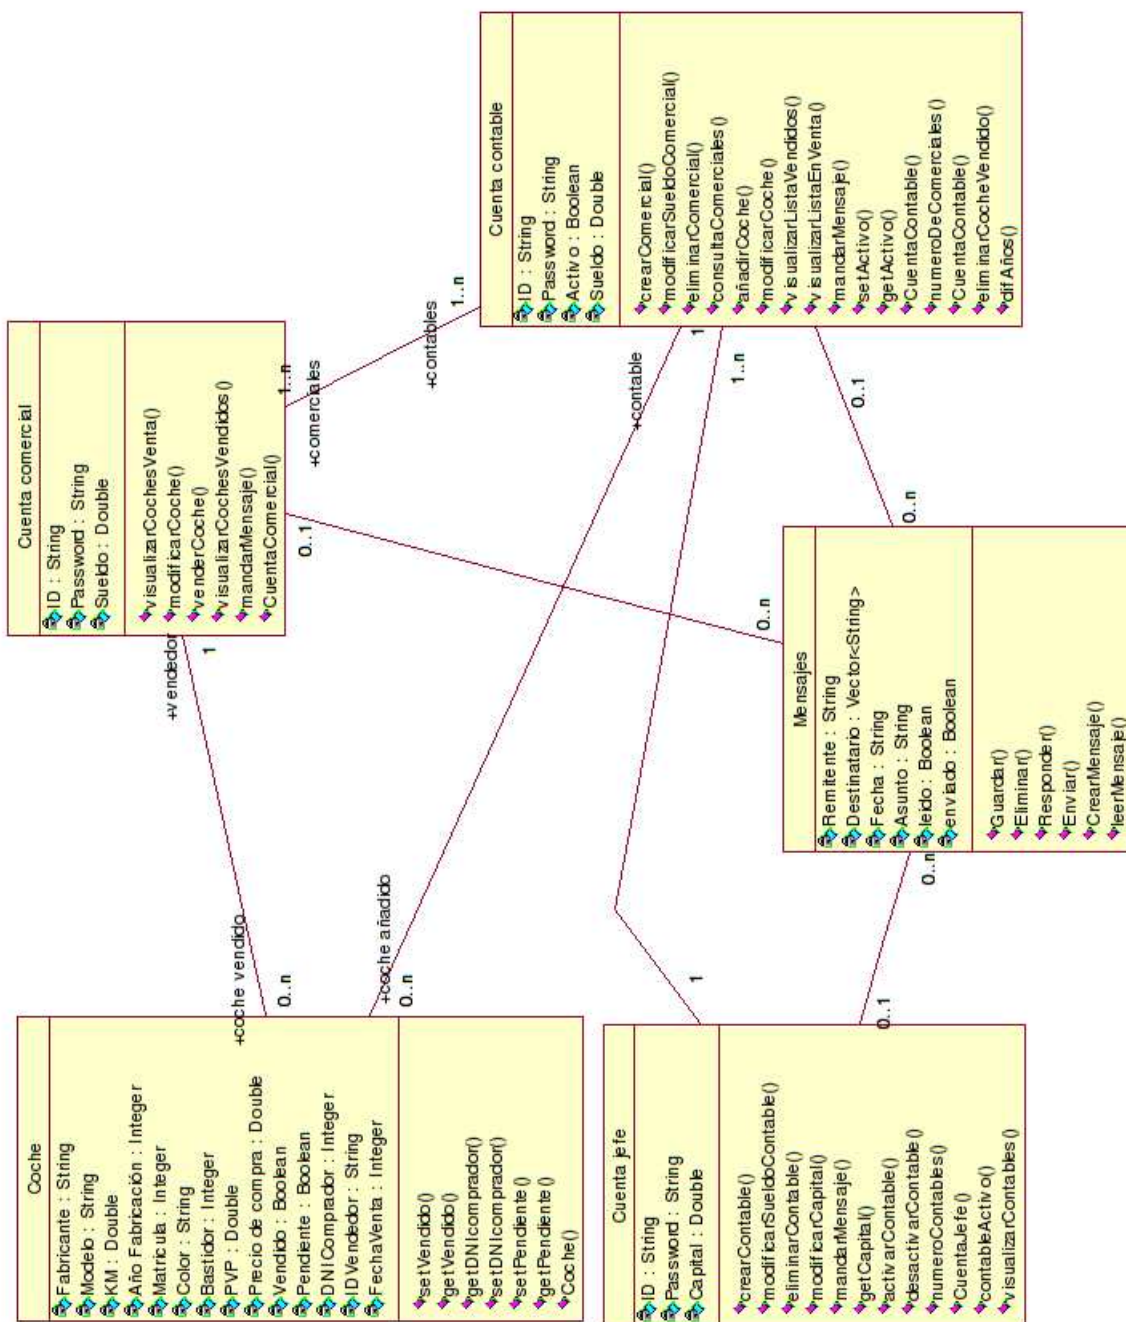 Coche
Fabricante : String
Modelo : String
KM : Double
Año Fabricación : Integer
Matricula : Integer
Color : String
Bastidor : Integer
PVP : Double
Precio de compra : Double
Vendido : Boolean
Pendiente : Boolean
DNIComprador : Integer
IDVendedor : String
FechaVenta : Integer
setVendido()
getVendido()
getDNIcomprador()
setDNIcomprador()
setPendiente()
getPendiente()
Coche()
+coche vendido
0..n
+coche añadido
0..n
+vendedor
1
Cuenta comercial
ID : String
Password : String
Sueldo : Double
visualizarCochesVenta()
modificarCoche()
venderCoche()
visualizarCochesVendidos()
mandarMensaje()
CuentaComercial()
1..n
+comerciales
0..1
+contables
1..n
Cuenta contable
ID : String
Password : String
Activo : Boolean
Sueldo : Double
crearComercial()
modificarSueldoComercial()
eliminarComercial()
consultaComerciales()
añadirCoche()
modificarCoche()
visualizarListaVendidos()
visualizarListaEnVenta()
mandarMensaje()
setActivo()
getActivo()
CuentaContable()
numeroDeComerciales()
CuentaContable()
eliminarCocheVendido()
difAños()
+contable
1
1..n
0..1
Cuenta jefe
ID : String
Password : String
Capital : Double
crearContable()
modificarSueldoContable()
eliminarContable()
modificarCapital()
mandarMensaje()
getCapital()
activarContable()
desactivarContable()
numeroContables()
CuentaJefe()
contableActivo()
visualizarContables()
1
0..1
Mensajes
Remitente : String
Destinatario : Vector<String>
Fecha : String
Asunto : String
leido : Boolean
enviado : Boolean
Guardar()
Eliminar()
Responder()
Enviar()
CrearMensaje()
leerMensaje()
0..n
0..n
0..n